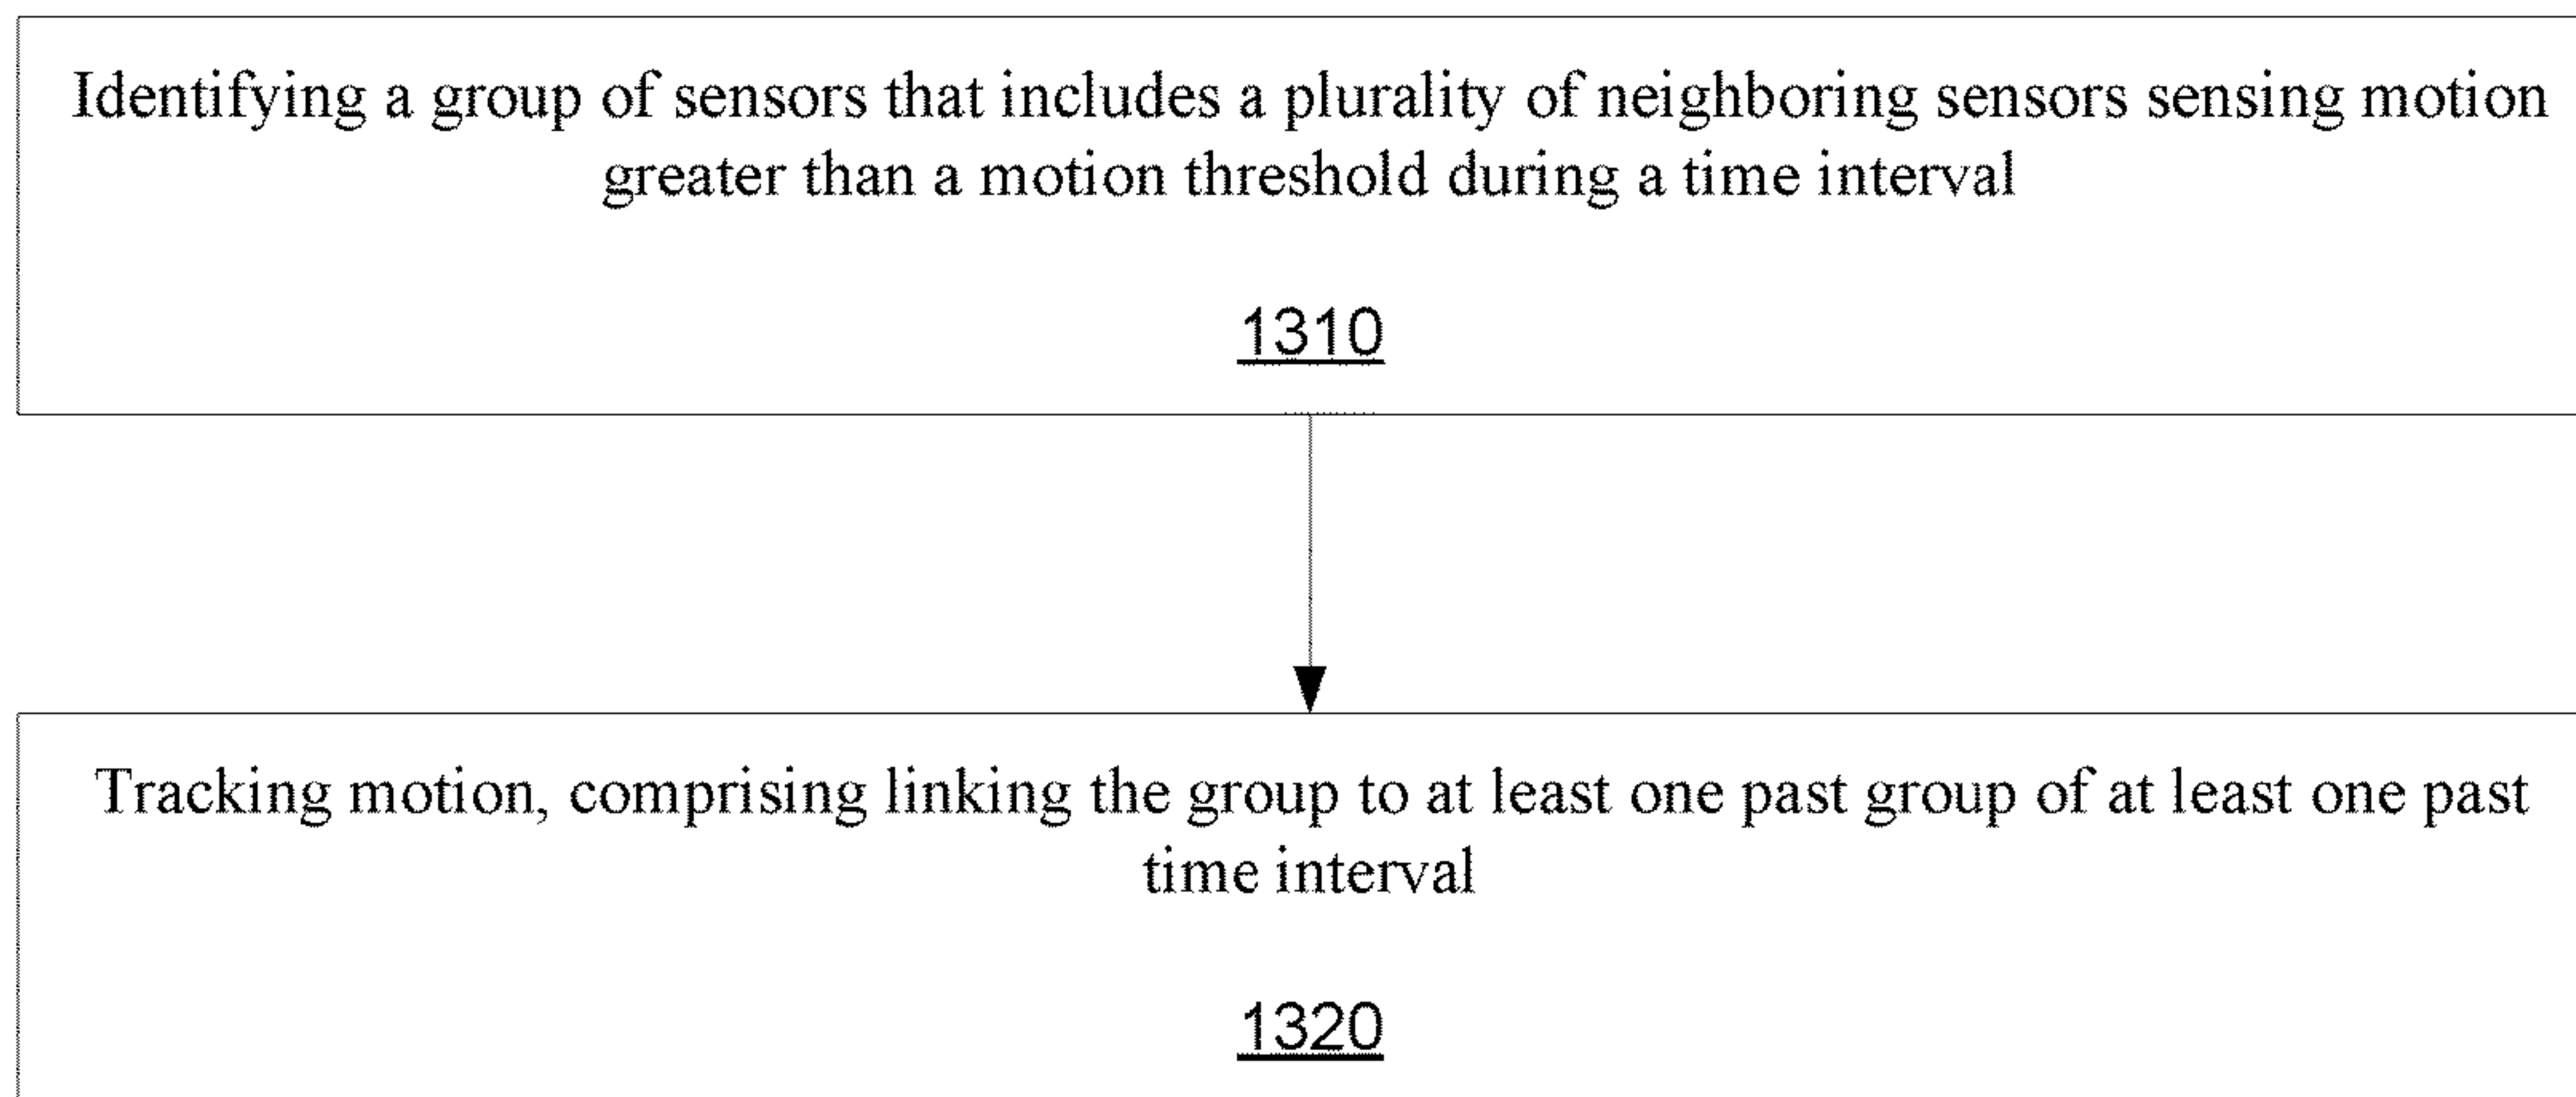 Identifying a group of sensors that includes a plurality of neighboring sensors sensing motion
greater than a motion threshold during a time interval
1310
Tracking motion, comprising linking the group to at least one past group of at least one past
time interval
1320